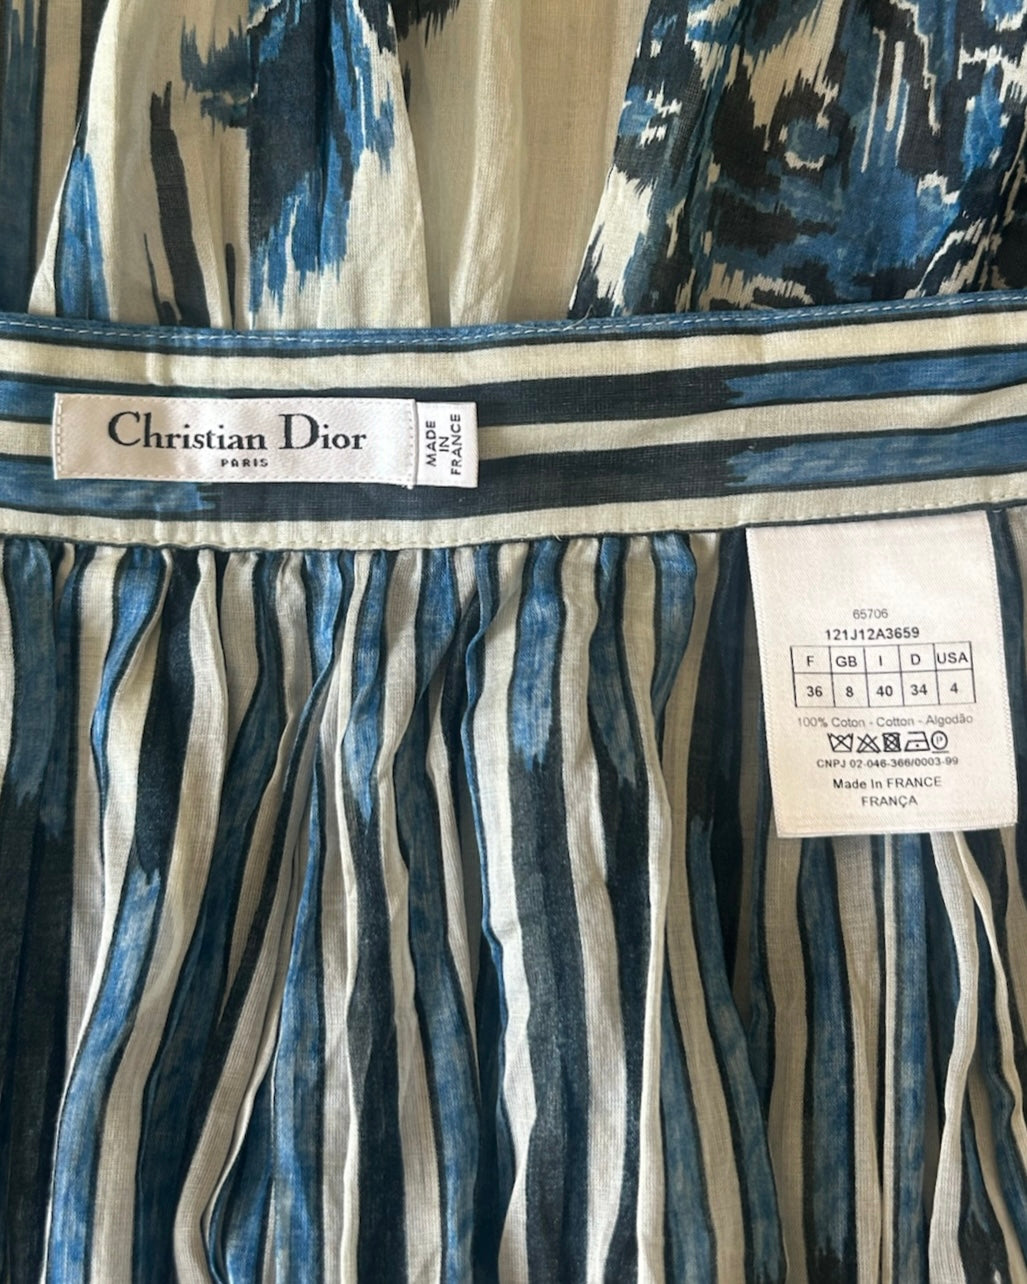 Christian Dior
PARIS
MADE
IN
FRANCE
65706
121J12A3659
F GB I D USA
36 8 40 34 4
100% Coton - Cotton - Algodão
CNPJ 02-046-366/0003-99
Made In FRANCE
FRANÇA